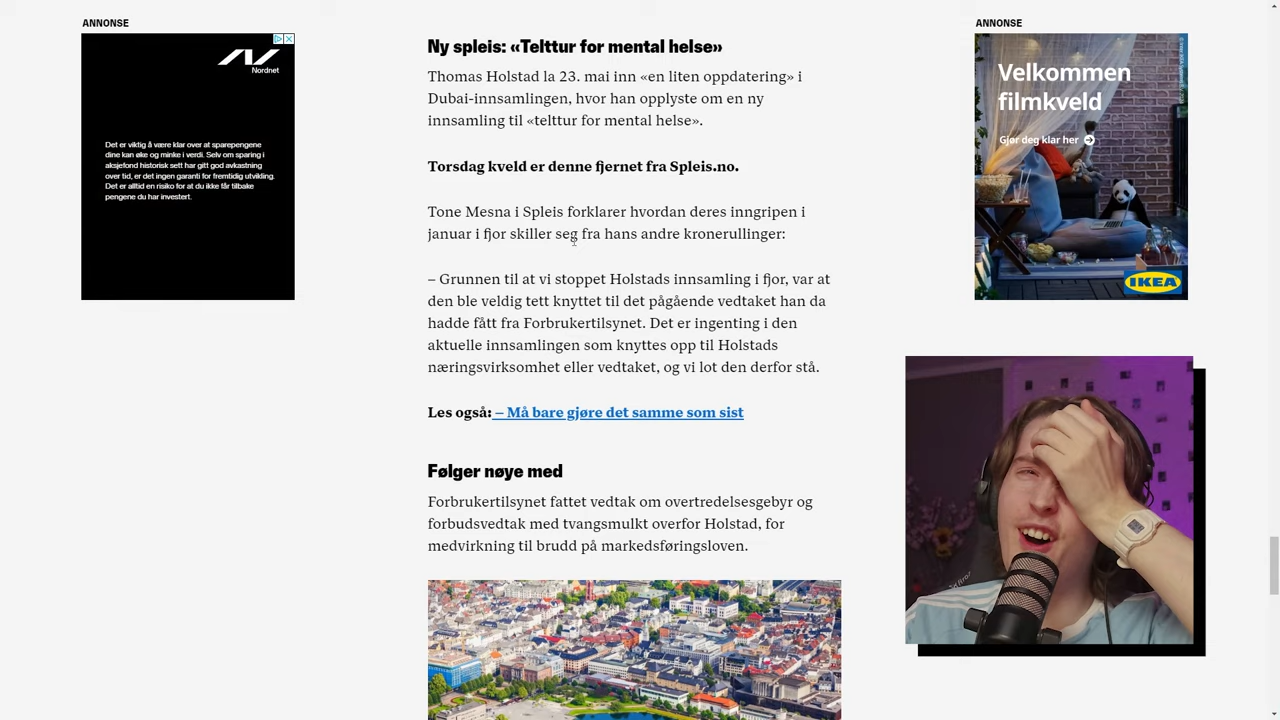 ANNONSE
Nordnet
Det er viktig å være klar over at sparepengene
dine kan øke og minke i verdi. Selv om sparing i
aksjefond historisk sett har gitt god avkastning
over tid, er det ingen garanti for fremtidig utvikling.
Det er alltid en risiko for at du ikke får tilbake
pengene du har investert.
Ny spleis: «Telttur for mental helse»
Thomas Holstad la 23. mai inn «en liten oppdatering» i
Dubai-innsamlingen, hvor han opplyste om en ny
innsamling til «telttur for mental helse».
Torsdag kveld er denne fjernet fra Spleis.no.
Tone Mesna i Spleis forklarer hvordan deres inngripen i
januar i fjor skiller seg fra hans andre kronerullinger:
– Grunnen til at vi stoppet Holstads innsamling i fjor, var at
den ble veldig tett knyttet til det pågående vedtaket han da
hadde fått fra Forbrukertilsynet. Det er ingenting i den
aktuelle innsamlingen som knyttes opp til Holstads
næringsvirksomhet eller vedtaket, og vi lot den derfor stå.
Les også: – Må bare gjøre det samme som sist
Følger nøye med
Forbrukertilsynet fattet vedtak om overtredelsesgebyr og
forbudsvedtak med tvangsmulkt overfor Holstad, for
medvirkning til brudd på markedsføringsloven.
ANNONSE
Velkommen
filmkveld
Gjør deg klar her
IKEA